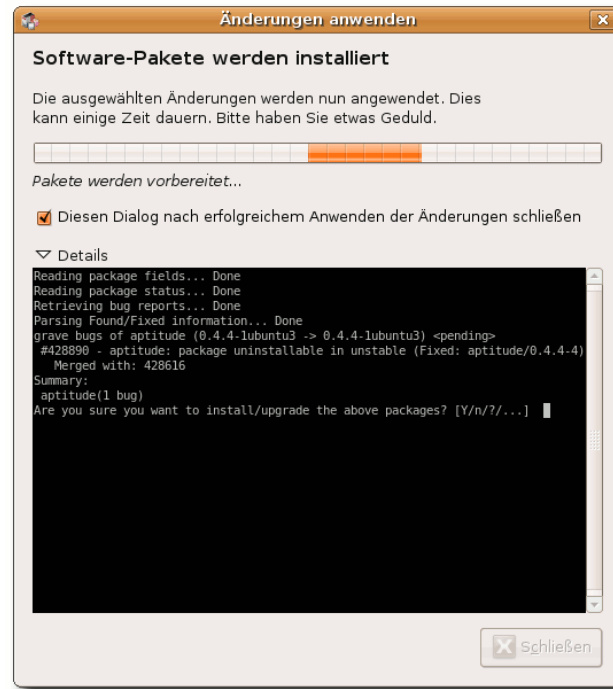 Änderungen anwenden
Software-Pakete werden installiert
Die ausgewählten Änderungen werden nun angewendet. Dies
kann einige Zeit dauern. Bitte haben Sie etwas Geduld.
Pakete werden vorbereitet...
Diesen Dialog nach erfolgreichem Anwenden der Änderungen schließen
Details
Reading package fields... Done
Reading package status... Done
Retrieving bug reports... Done
Parsing Found/Fixed information... Done
grave bugs of aptitude (0.4.4-1ubuntu3 -> 0.4.4-1ubuntu3) <pending>
#428890 - aptitude: package uninstallable in unstable (Fixed: aptitude/0.4.4-4)
Merged with: 428616
Summary:
aptitude(1 bug)
Are you sure you want to install/upgrade the above packages? [Y/n/?/...]
Schließen